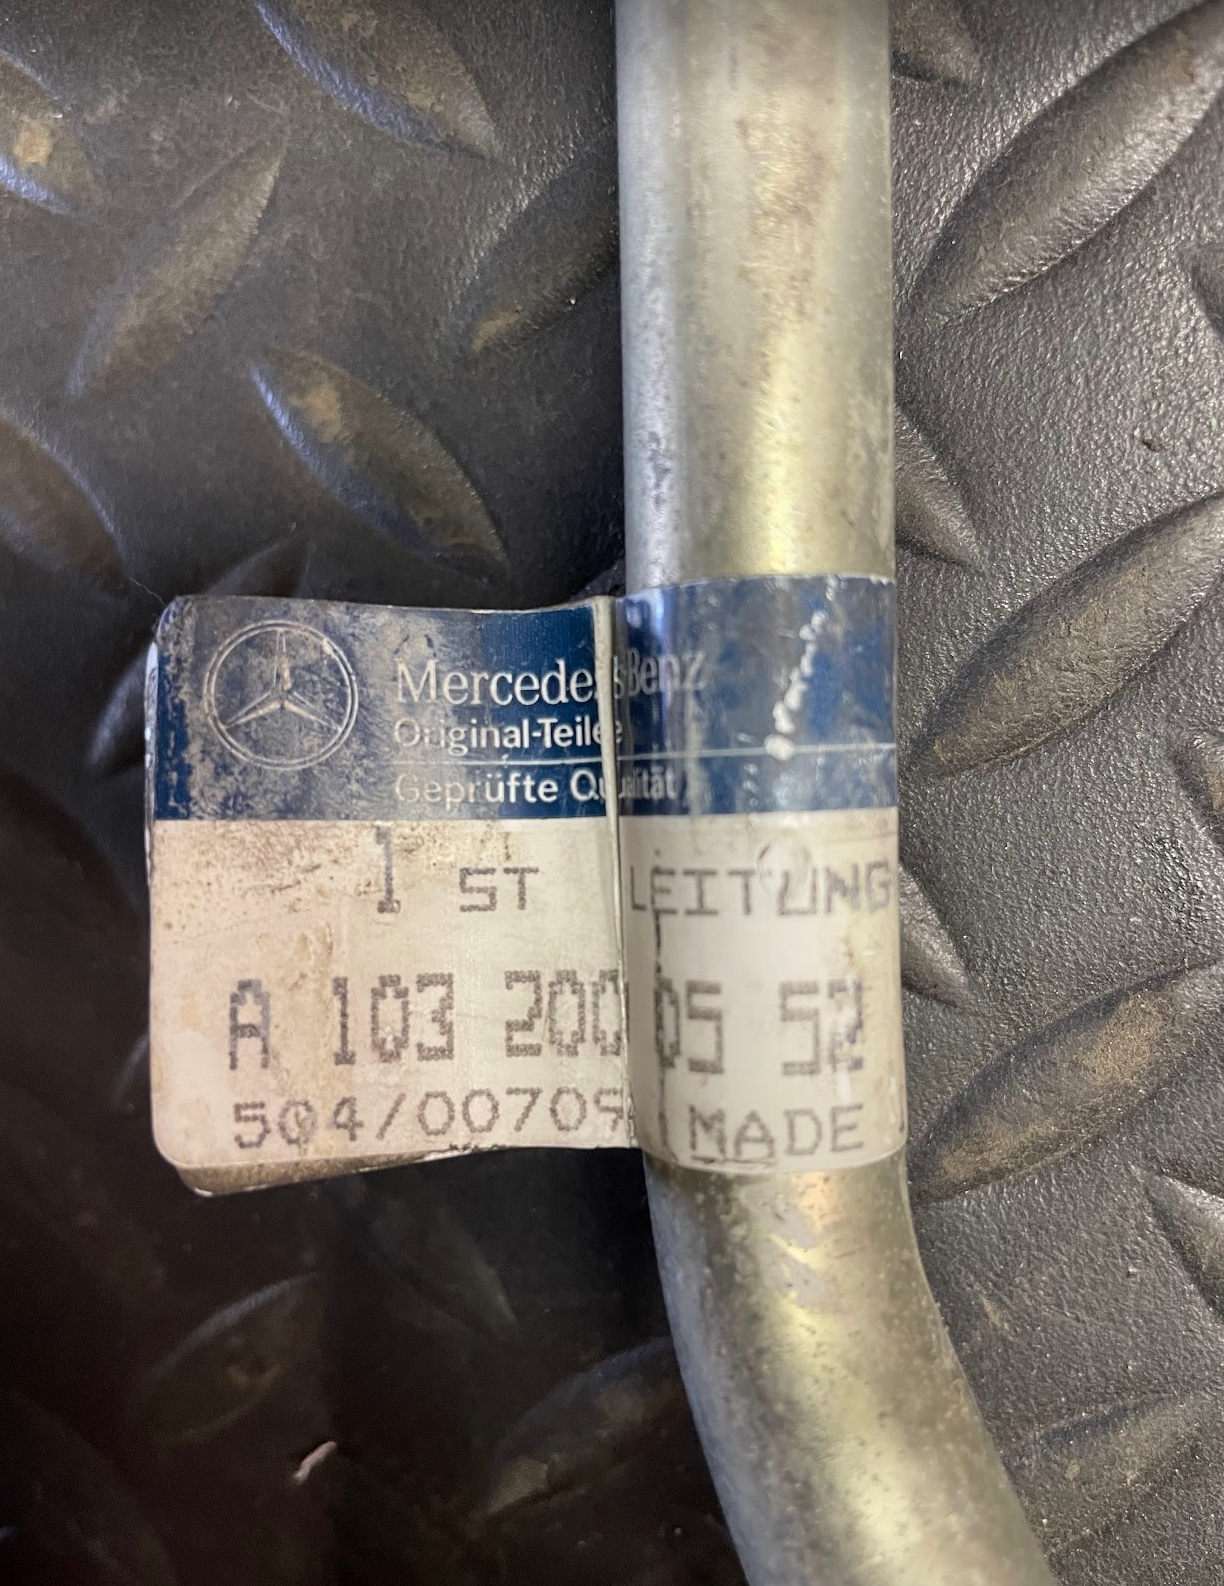 Mercedes-Benz
Original-Teile
Geprüfte Qualität
1 ST LEITUNG
A 103 200 05 52
504/00709 MADE